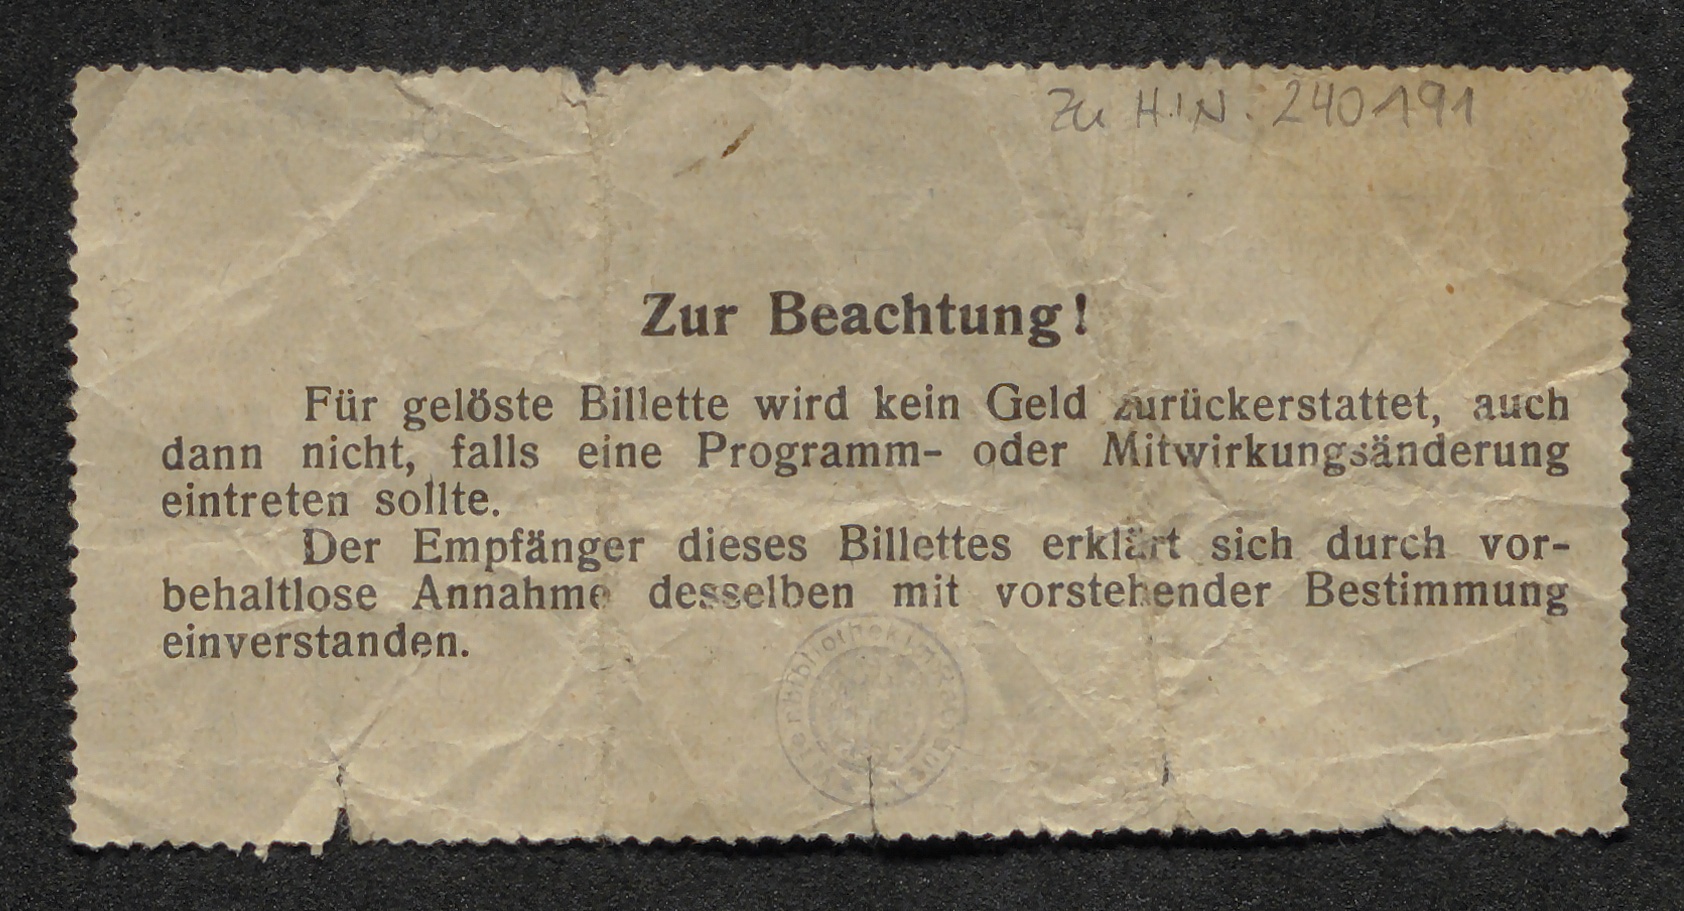 Zu H.I.N. 240191
Zur Beachtung!
Für gelöste Billette wird kein Geld zurückerstattet, auch
dann nicht, falls eine Programm- oder Mitwirkungsänderung
eintreten sollte.
Der Empfänger dieses Billettes erklärt sich durch vor-
behaltlose Annahme desselben mit vorstehender Bestimmung
einverstanden.